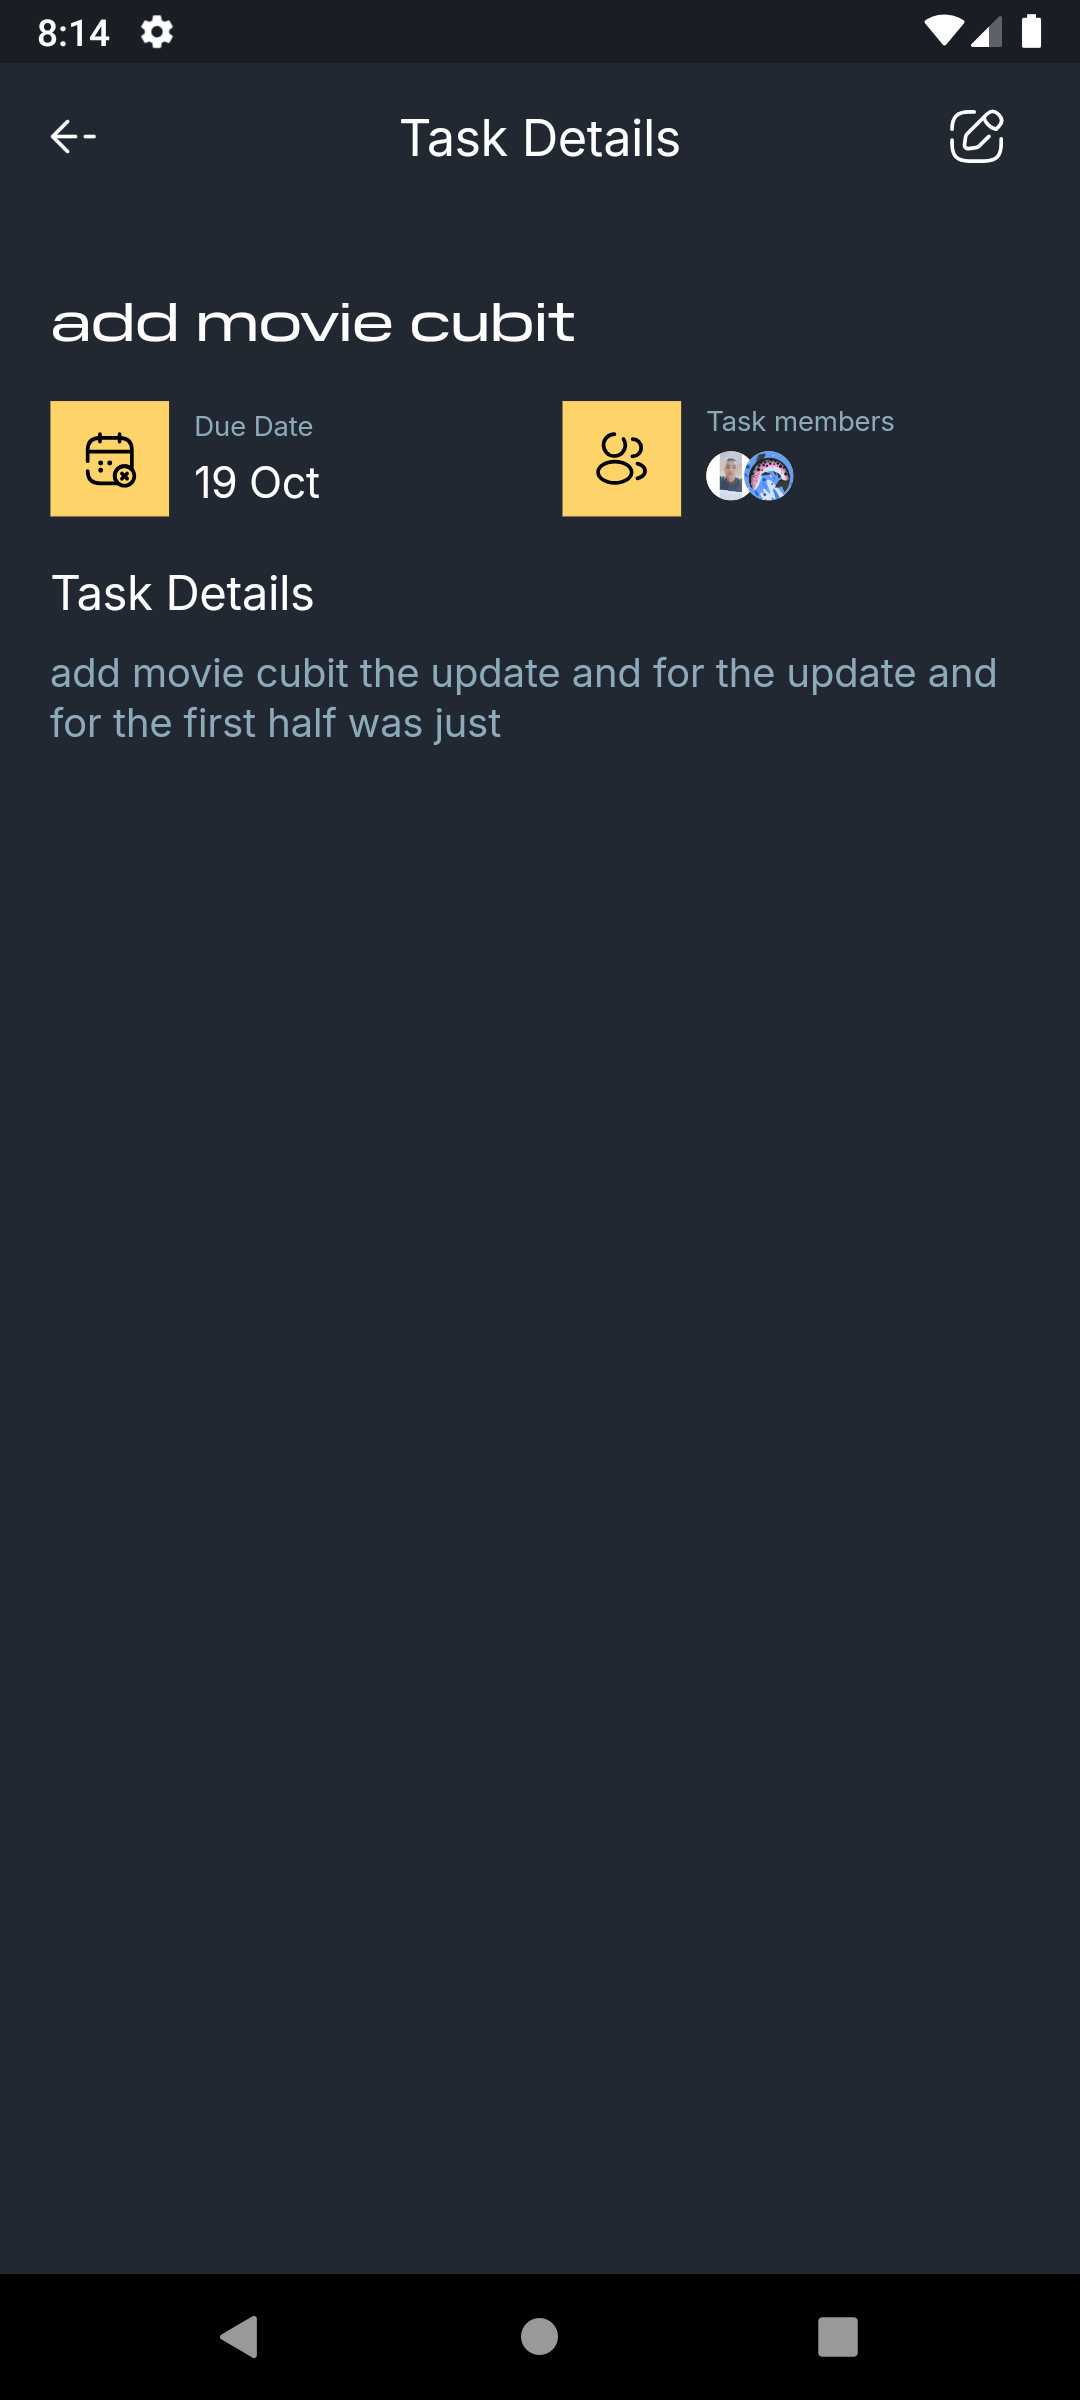 8:14
Task Details
add movie cubit
Due Date
Task members
19 Oct
Task Details
add movie cubit the update and for the update and
for the first half was just